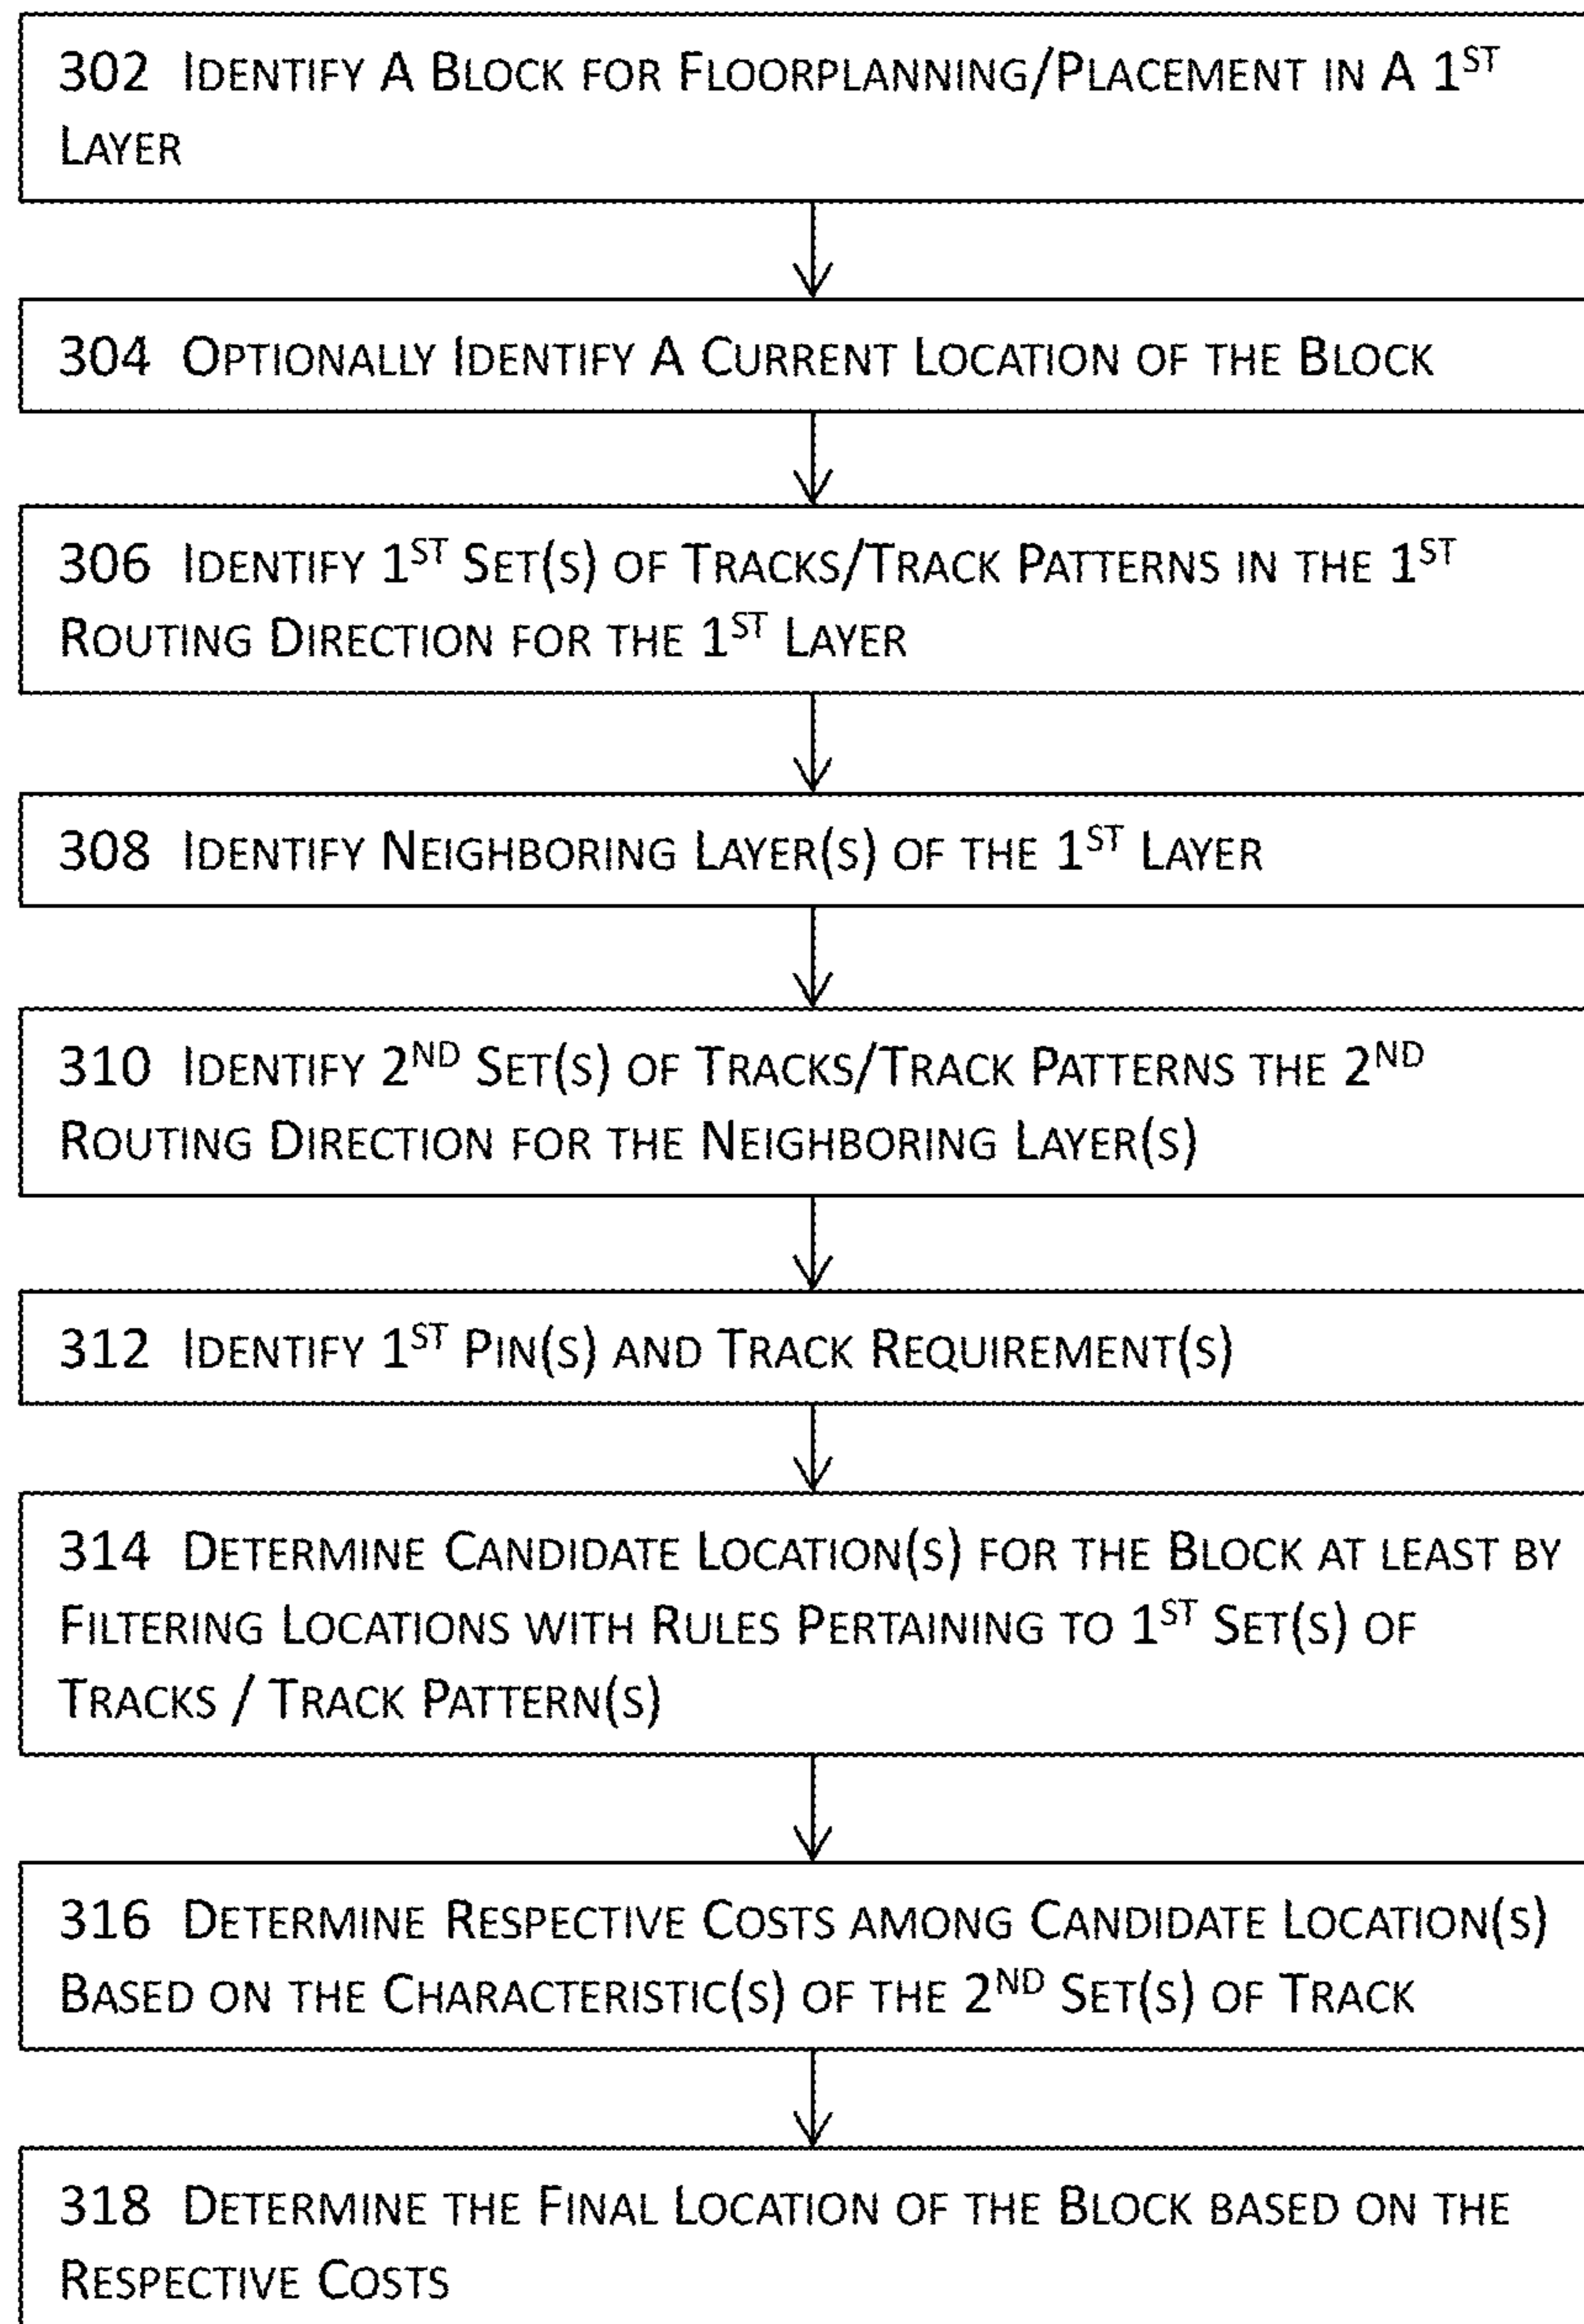 302 IDENTIFY A BLOCK FOR FLOORPLANNING/PLACEMENT IN A 1ST
LAYER
304 OPTIONALLY IDENTIFY A CURRENT LOCATION OF THE BLOCK
306 IDENTIFY 1ST SET(S) OF TRACKS/TRACK PATTERNS IN THE 1ST
ROUTING DIRECTION FOR THE 1ST LAYER
308 IDENTIFY NEIGHBORING LAYER(S) OF THE 1ST LAYER
310 IDENTIFY 2ND SET(S) OF TRACKS/TRACK PATTERNS THE 2ND
ROUTING DIRECTION FOR THE NEIGHBORING LAYER(S)
312 IDENTIFY 1ST PIN(S) AND TRACK REQUIREMENT(S)
314 DETERMINE CANDIDATE LOCATION(S) FOR THE BLOCK AT LEAST BY
FILTERING LOCATIONS WITH RULES PERTAINING TO 1ST SET(S) OF
TRACKS / TRACK PATTERN(S)
316 DETERMINE RESPECTIVE COSTS AMONG CANDIDATE LOCATION(S)
BASED ON THE CHARACTERISTIC(S) OF THE 2ND SET(S) OF TRACK
318 DETERMINE THE FINAL LOCATION OF THE BLOCK BASED ON THE
RESPECTIVE COSTS